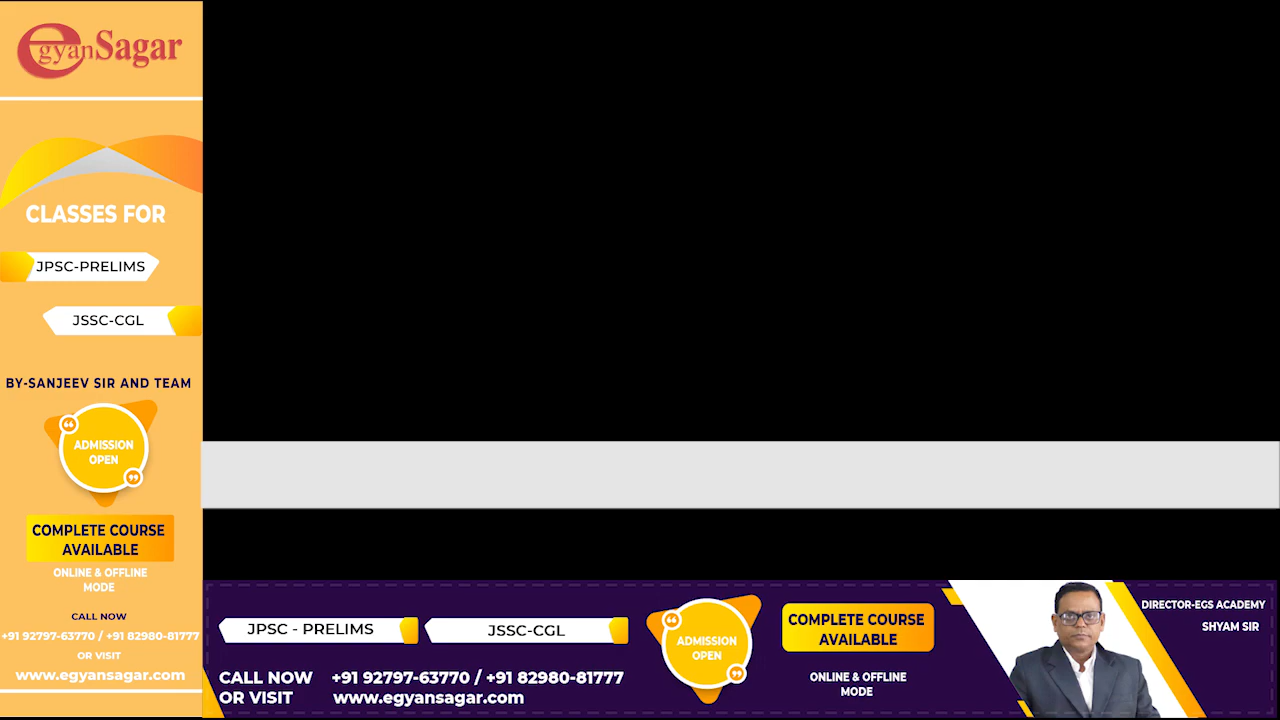 egyanSagar
CLASSES FOR
JPSC-PRELIMS
JSSC-CGL
BY-SANJEEV SIR AND TEAM
ADMISSION
OPEN
COMPLETE COURSE
AVAILABLE
ONLINE & OFFLINE
MODE
CALL NOW
+91 92797-63770 / +91 82980-81777
OR VISIT
www.egyansagar.com
JPSC - PRELIMS
JSSC-CGL
CALL NOW +91 92797-63770 / +91 82980-81777
OR VISIT www.egyansagar.com
ADMISSION
OPEN
COMPLETE COURSE
AVAILABLE
ONLINE & OFFLINE
MODE
DIRECTOR-EGS ACADEMY
SHYAM SIR